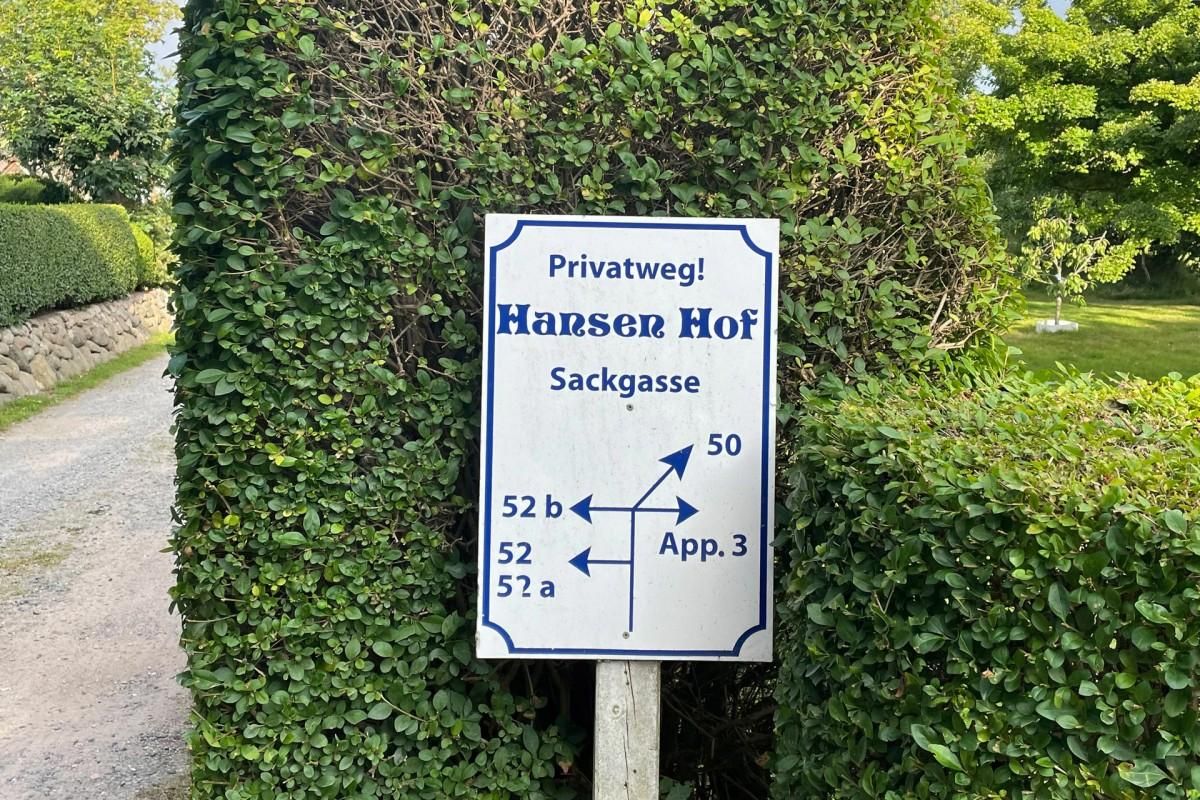 Privatweg!
Hansen Hof
Sackgasse
50
52 b
App. 3
52
52 a